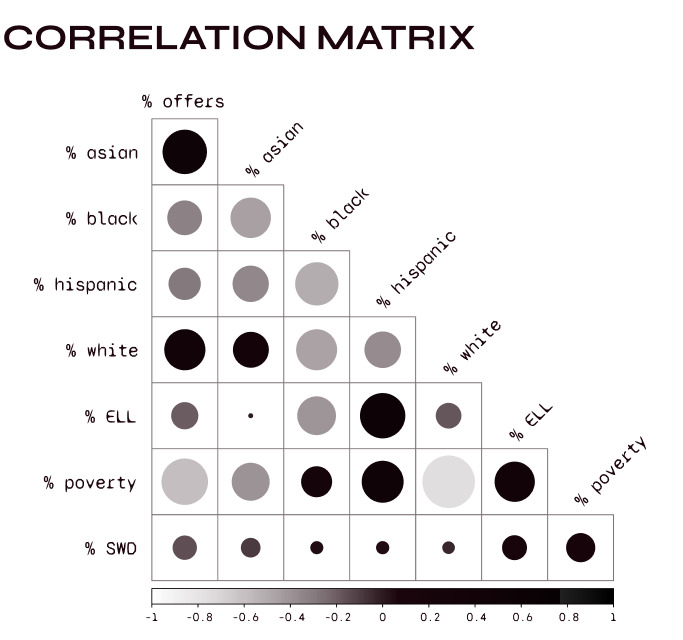 CORRELATION MATRIX
% offers
% asian
% asian
% black
% black
% hispanic
% hispanic
% white
% white
% ELL
% ELL
% poverty
% poverty
% SWD
-1 -0.8 -0.6 -0.4 -0.2 0 0.2 0.4 0.6 0.8 1